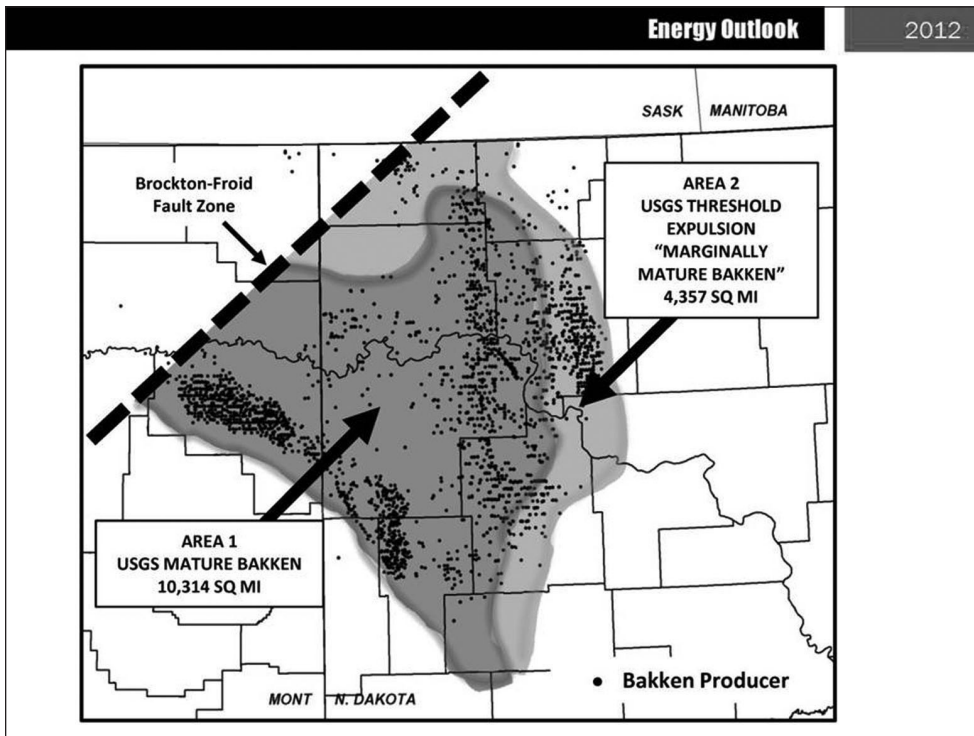 Energy Outlook
2012
SASK
MANITOBA
Brockton-Froid
Fault Zone
AREA 2
USGS THRESHOLD
EXPULSION
“MARGINALLY
MATURE BAKKEN”
4,357 SQ MI
AREA 1
USGS MATURE BAKKEN
10,314 SQ MI
Bakken Producer
MONT
N. DAKOTA